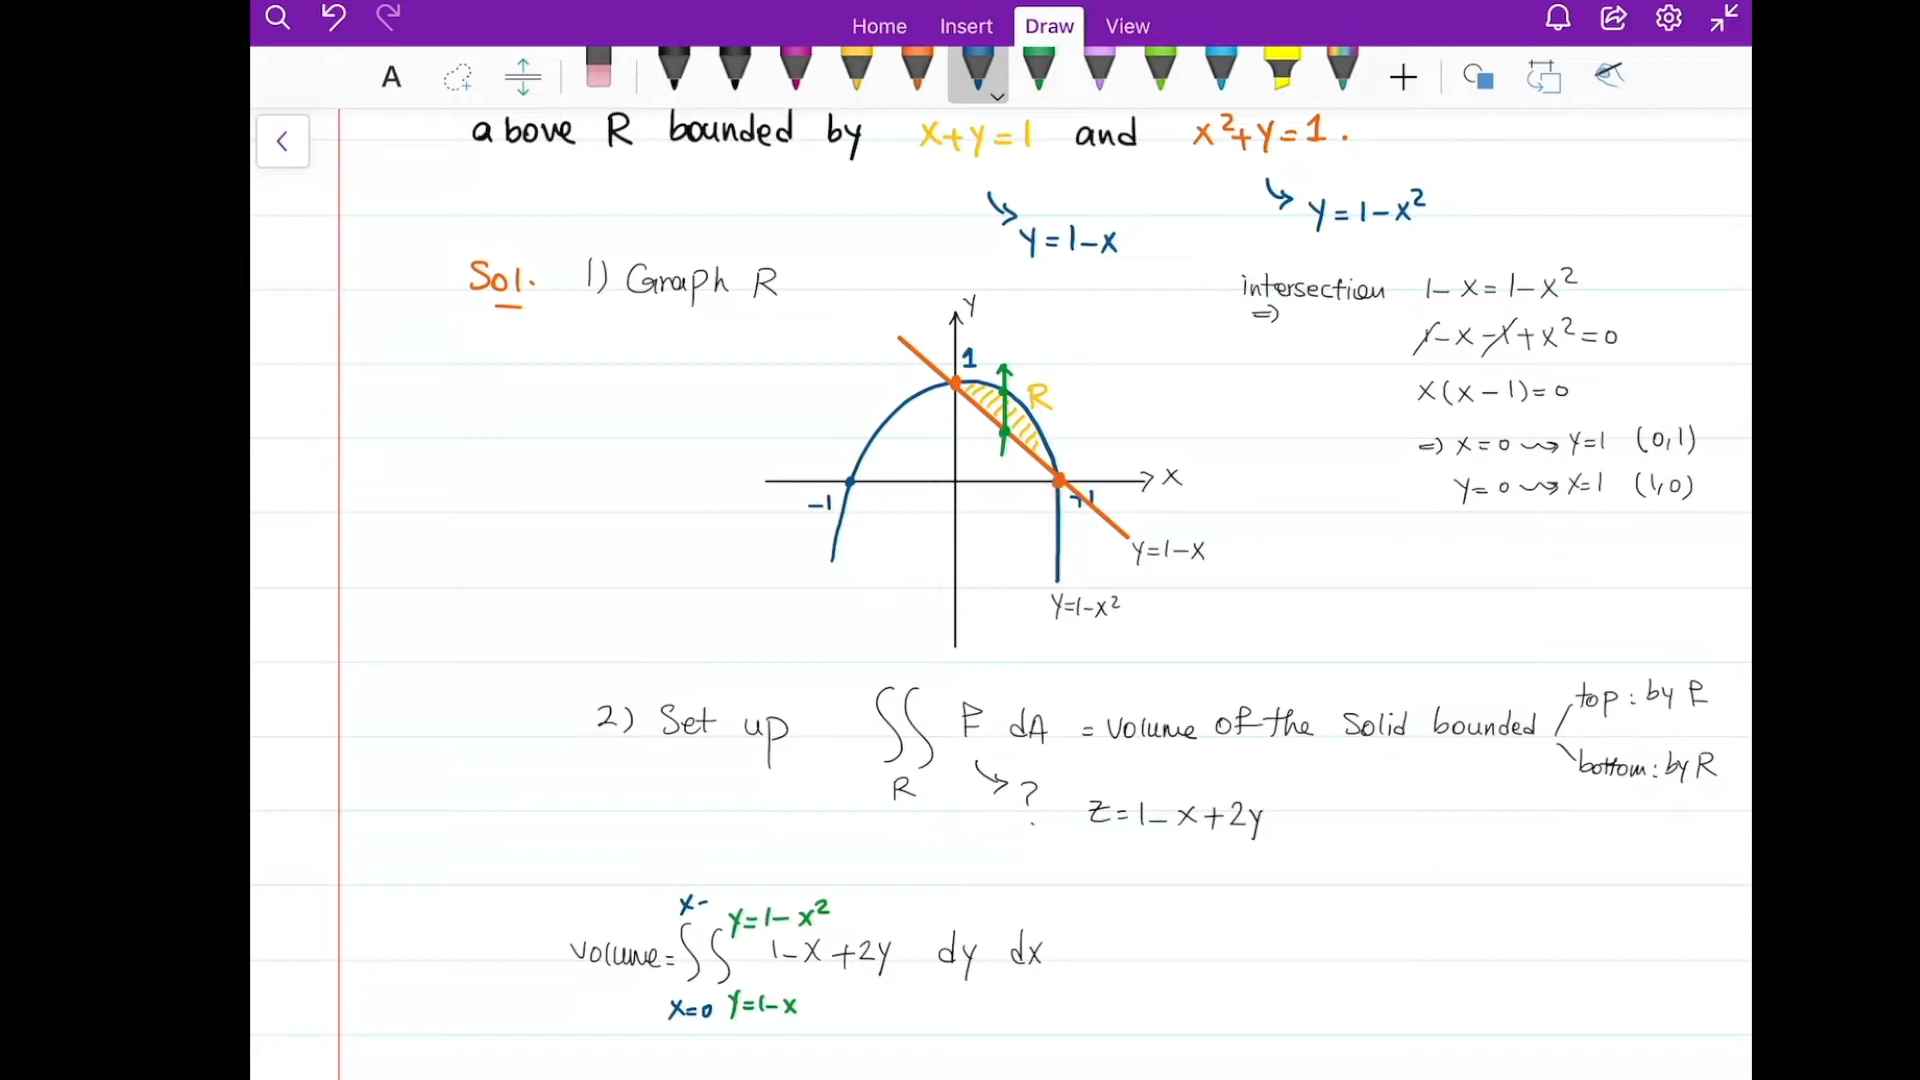 Home Insert Draw View
A
above R bounded by x+y=1 and x²+y=1.
y=1-x
y=1-x²
Sol. 1) Graph R
intersection 1-x=1-x²
⇒
1-x-1+x²=0
x(x-1)=0
⇒ x=0 ⇝ y=1 (0,1)
y=0 ⇝ x=1 (1,0)
y
1
R
x
-1
y=1-x
y=1-x²
2) Set up ∬ F dA = volume of the solid bounded
R
top: by F
bottom: by R
?
z=1-x+2y
x-
y=1-x²
volume=∫∫ 1-x+2y dy dx
x=0 y=1-x